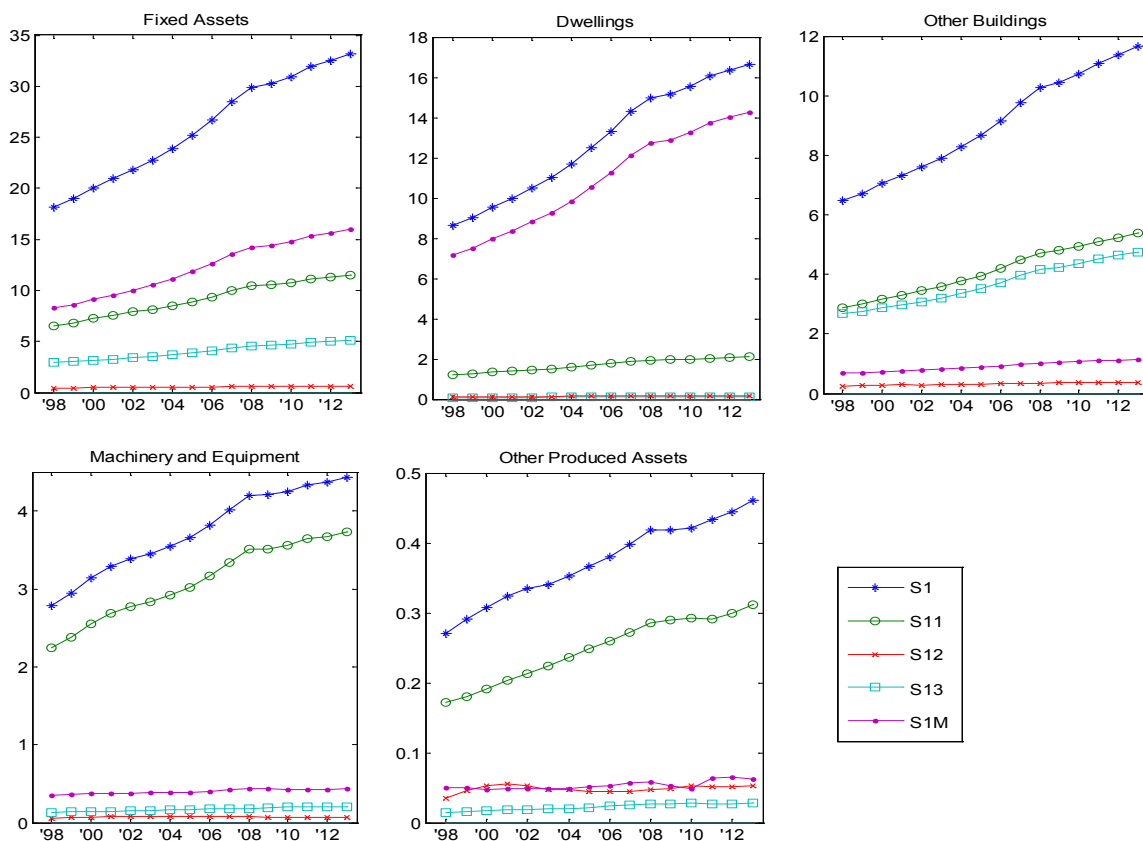 Fixed Assets
35
30
25
20
15
10
5
0
'98 '00 '02 '04 '06 '08 '10 '12
Dwellings
18
16
14
12
10
8
6
4
2
0
'98 '00 '02 '04 '06 '08 '10 '12
Other Buildings
12
10
8
6
4
2
0
'98 '00 '02 '04 '06 '08 '10 '12
Machinery and Equipment
4
3
2
1
0
'98 '00 '02 '04 '06 '08 '10 '12
Other Produced Assets
0.5
0.4
0.3
0.2
0.1
0
'98 '00 '02 '04 '06 '08 '10 '12
S1
S11
S12
S13
S1M